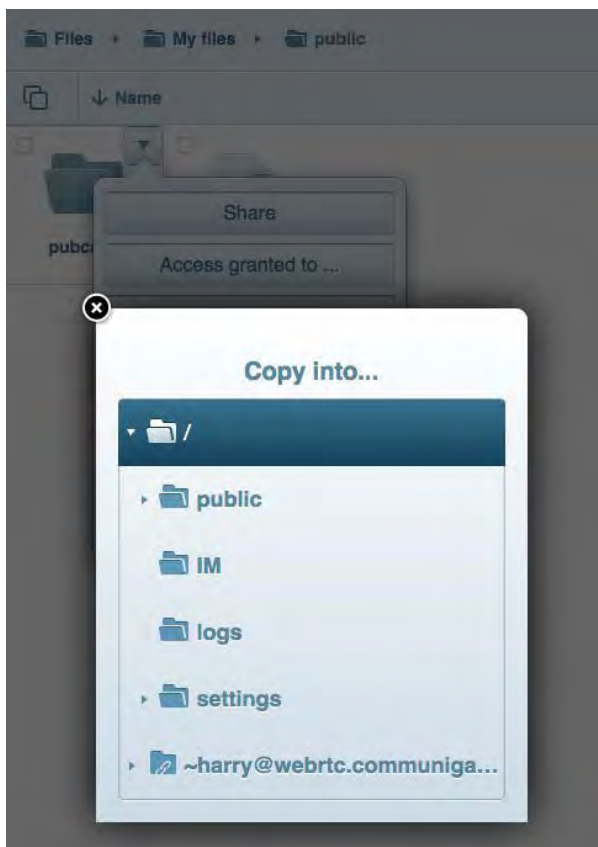 Files My files public
Name
Share
pubc
Access granted to ...
Copy into...
/
public
IM
logs
settings
~harry@webrtc.communiga...